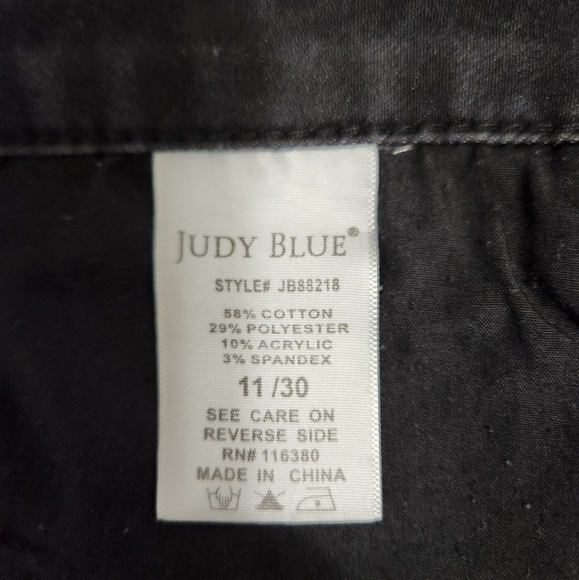 JUDY BLUE®
STYLE# JB88218
58% COTTON
29% POLYESTER
10% ACRYLIC
3% SPANDEX
11 /30
SEE CARE ON
REVERSE SIDE
RN# 116380
MADE IN CHINA